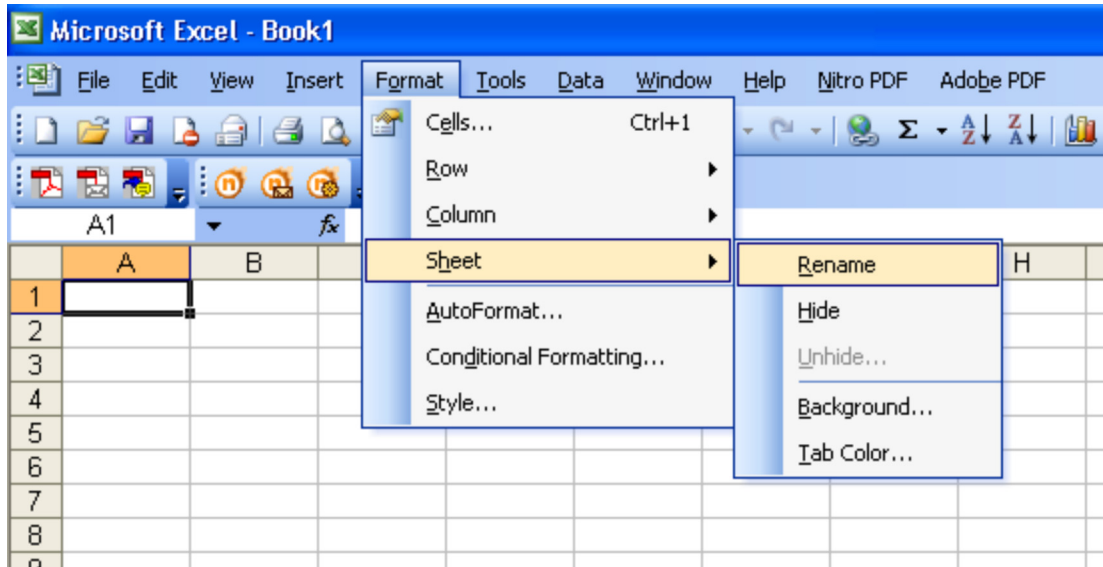 Microsoft Excel - Book1
File Edit View Insert Format Tools Data Window Help Nitro PDF Adobe PDF
Cells... Ctrl+1
Σ A Z Z A
Row
n n n
Column
A1 fx
Sheet
Rename
A B H
Hide
AutoFormat...
Unhide...
Conditional Formatting...
Background...
Style...
Tab Color...
1
2
3
4
5
6
7
8